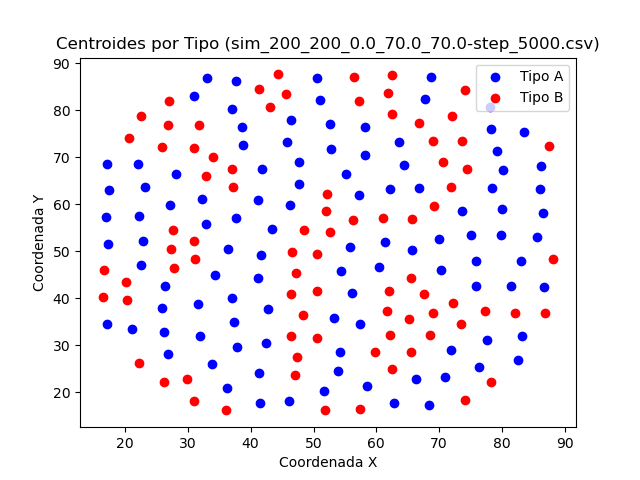 Centroides por Tipo (sim_200_200_0.0_70.0_70.0-step_5000.csv)
Tipo A
Tipo B
90
80
70
60
50
40
30
20
Coordenada Y
20 30 40 50 60 70 80 90
Coordenada X